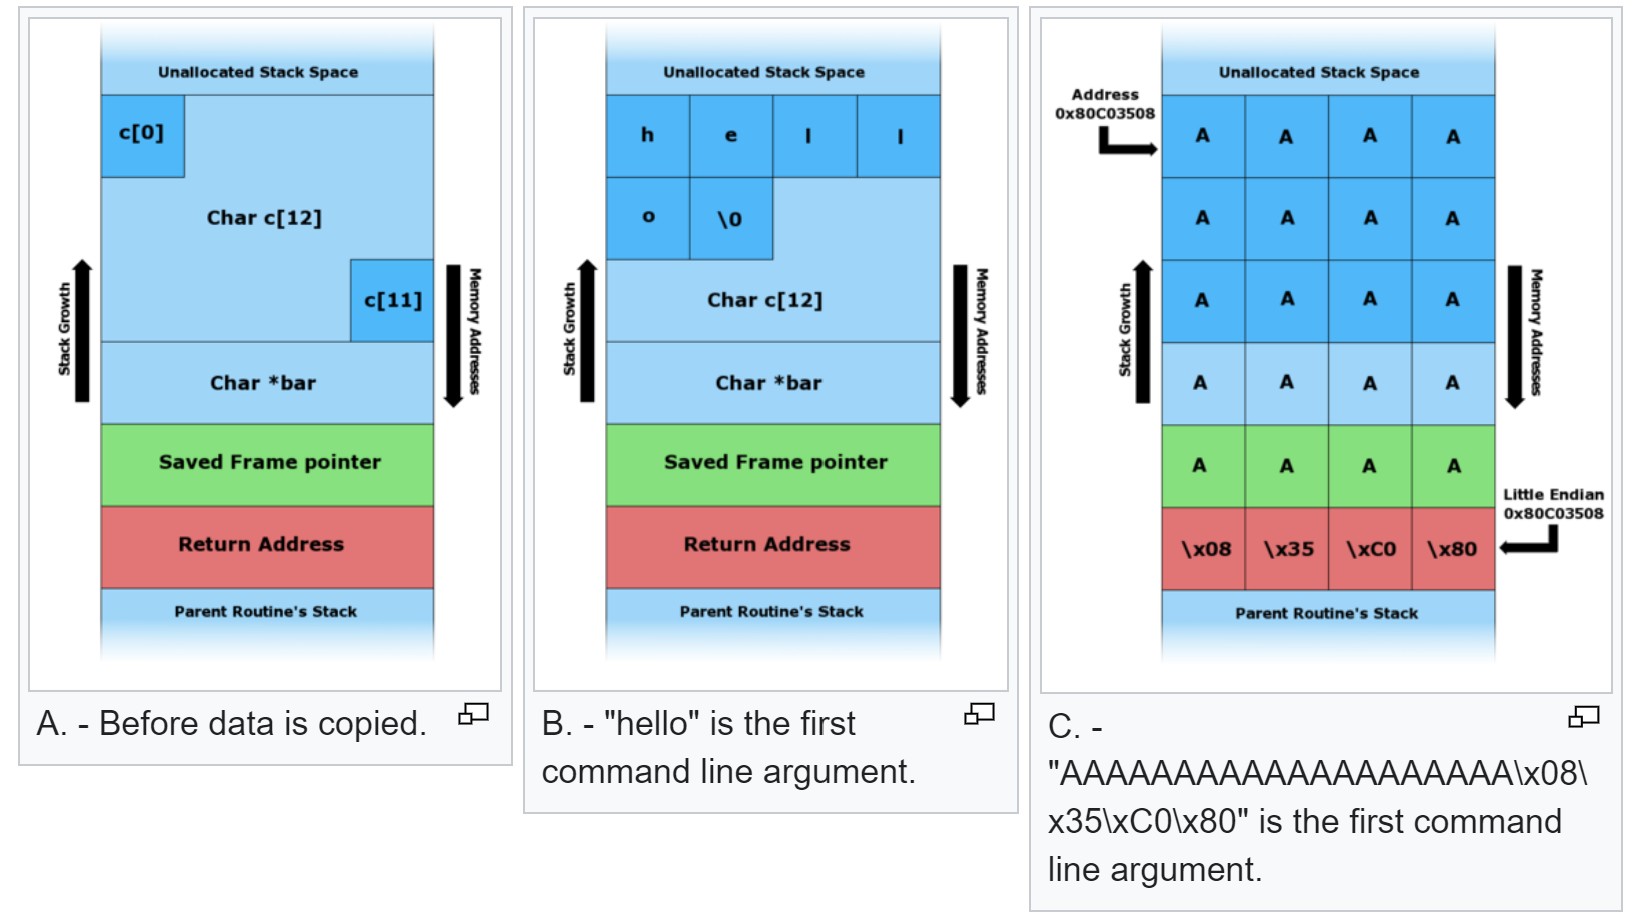 Unallocated Stack Space
c[0]
Char c[12]
c[11]
Stack Growth
Memory Addresses
Char *bar
Saved Frame pointer
Return Address
Parent Routine's Stack
A. - Before data is copied.
Unallocated Stack Space
h e l l
o \0
Char c[12]
Stack Growth
Memory Addresses
Char *bar
Saved Frame pointer
Return Address
Parent Routine's Stack
B. - "hello" is the first
command line argument.
Unallocated Stack Space
Address
0x80C03508
A A A A
A A A A
A A A A
Stack Growth
Memory Addresses
A A A A
A A A A
Little Endian
0x80C03508
\x08 \x35 \xC0 \x80
Parent Routine's Stack
C. -
"AAAAAAAAAAAAAAAAAAAA\x08\
x35\xC0\x80" is the first command
line argument.